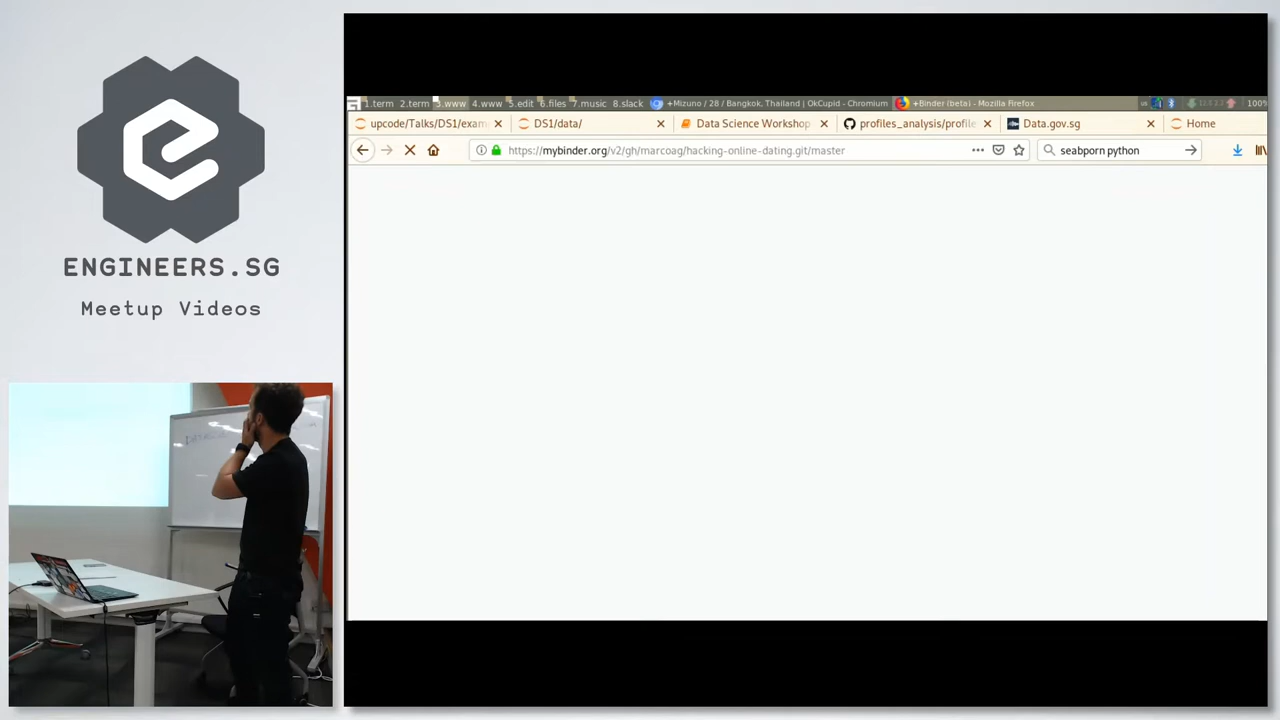 ENGINEERS.SG
Meetup Videos
1.term 2.term 3.www 4.www 5.edit 6.files 7.music 8.slack +Mizuno / 28 / Bangkok, Thailand | OkCupid - Chromium +Binder (beta) - Mozilla Firefox us 100%
upcode/Talks/DS1/exam DS1/data/ Data Science Workshop profiles_analysis/profile Data.gov.sg Home
https://mybinder.org/v2/gh/marcoag/hacking-online-dating.git/master seabporn python